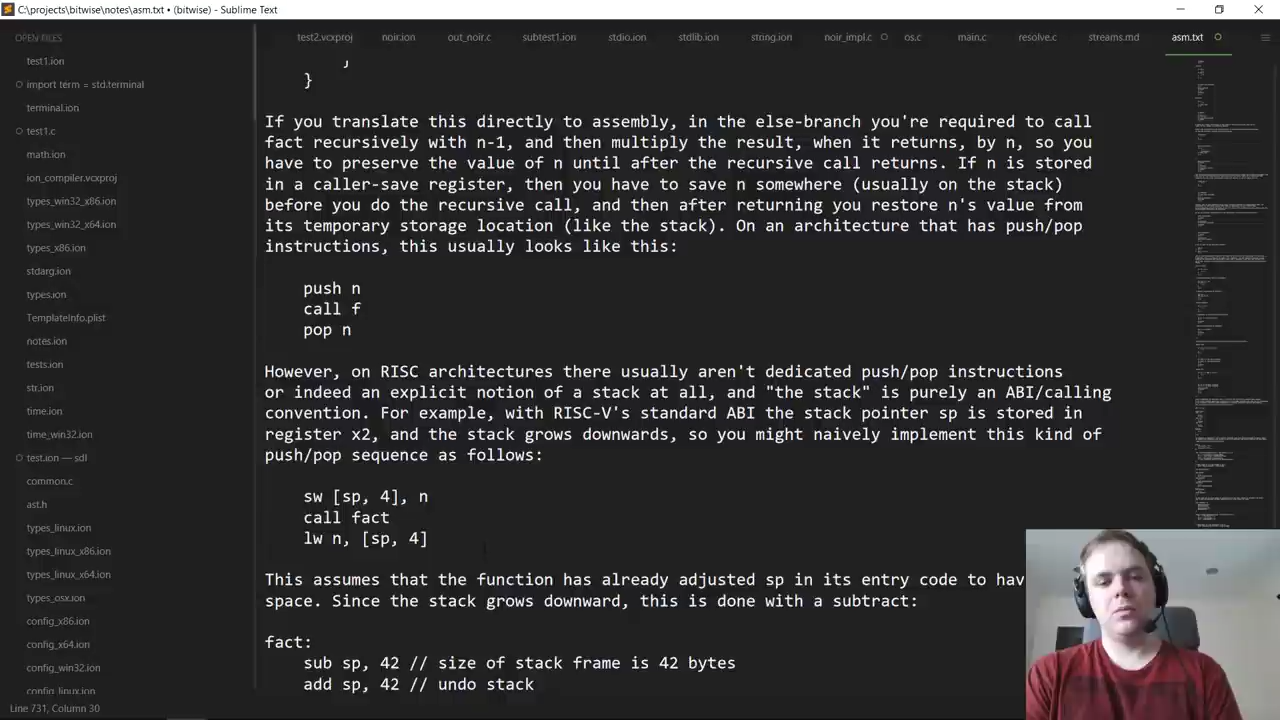 C:\projects\bitwise\notes\asm.txt • (bitwise) - Sublime Text
OPEN FILES
test1.ion
import term = std.terminal
terminal.ion
test1.c
math.ion
ion_compiler.vcxproj
types_win32_x86.ion
types_win32_x64.ion
types_x86.ion
stdarg.ion
types.ion
TemplateInfo.plist
notes.ion
tests.ion
str.ion
time.ion
time_win32.ion
test.ion — sdl
common.c
ast.h
types_linux.ion
types_linux_x86.ion
types_linux_x64.ion
types_osx.ion
config_x86.ion
config_x64.ion
config_win32.ion
config_linux.ion
test2.vcxproj noir.ion out_noir.c subtest1.ion stdio.ion stdlib.ion string.ion noir_impl.c os.c main.c resolve.c streams.md asm.txt
}
}
If you translate this directly to assembly, in the else-branch you're required to call
fact recursively with n-1, and then multiply the result, when it returns, by n, so you
have to preserve the value of n until after the recursive call returns. If n is stored
in a caller-save register, then you have to save n somewhere (usually on the stack)
before you do the recursive call, and then after returning you restore n's value from
its temporary storage location (like the stack). On an architecture that has push/pop
instructions, this usually looks like this:
push n
call f
pop n
However, on RISC architectures there usually aren't dedicated push/pop instructions
or indeed an explicit notion of a stack at all, and "the stack" is purely an ABI/calling
convention. For example, on RISC-V's standard ABI the stack pointer sp is stored in
register x2, and the stack grows downwards, so you might naively implement this kind of
push/pop sequence as follows:
sw [sp, 4], n
call fact
lw n, [sp, 4]
This assumes that the function has already adjusted sp in its entry code to hav
space. Since the stack grows downward, this is done with a subtract:
fact:
sub sp, 42 // size of stack frame is 42 bytes
add sp, 42 // undo stack
Line 731, Column 30